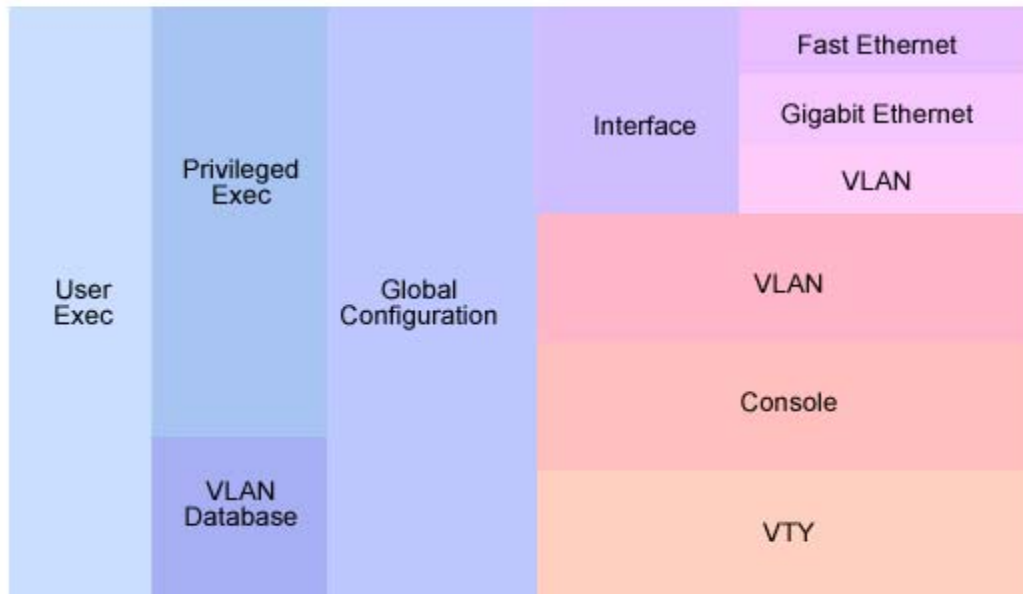 User
Exec
Privileged
Exec
VLAN
Database
Global
Configuration
Interface
Fast Ethernet
Gigabit Ethernet
VLAN
VLAN
Console
VTY